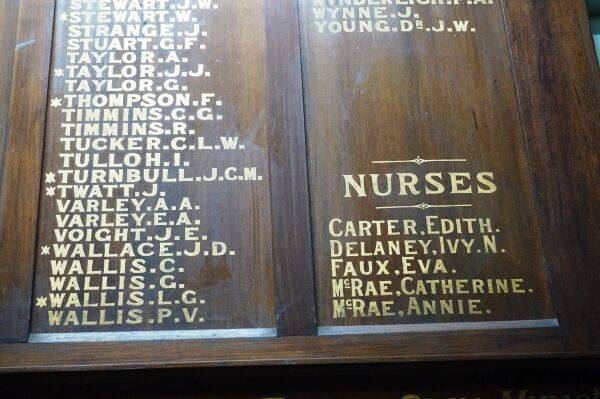 STEWART.J.W.
*STEWART.W.
STRANGE.J.
STUART.G.F.
TAYLOR.A.
*TAYLOR.J.J.
TAYLOR.G.
*THOMPSON.F.
TIMMINS.C.G.
TIMMINS.R.
TUCKER.C.L.W.
TULLOH.I.
*TURNBULL.J.C.M.
*TWATT.J.
VARLEY.A.A.
VARLEY.E.A.
VOIGHT.J.E.
*WALLACE.J.D.
WALLIS.C.
WALLIS.G.
*WALLIS.L.G.
WALLIS.P.V.
WYNNE.J.
YOUNG.DR.J.W.
NURSES
CARTER,EDITH.
DELANEY,IVY.N.
FAUX,EVA.
McRAE,CATHERINE.
McRAE,ANNIE.